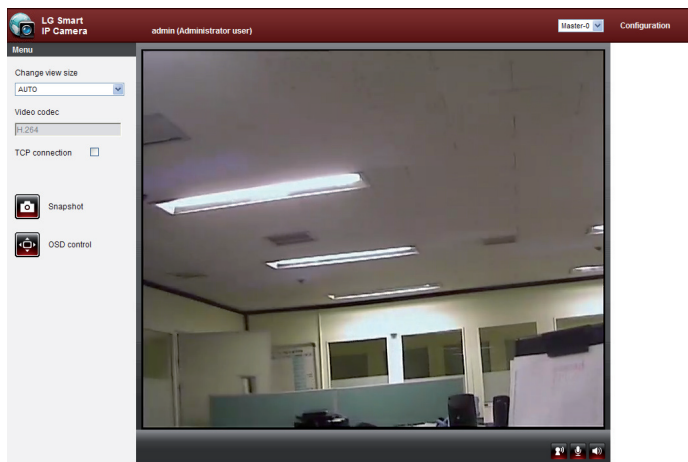 LG Smart
IP Camera
admin (Administrator user)
Master-0
Configuration
Menu
Change view size
AUTO
Video codec
H.264
TCP connection
Snapshot
OSD control